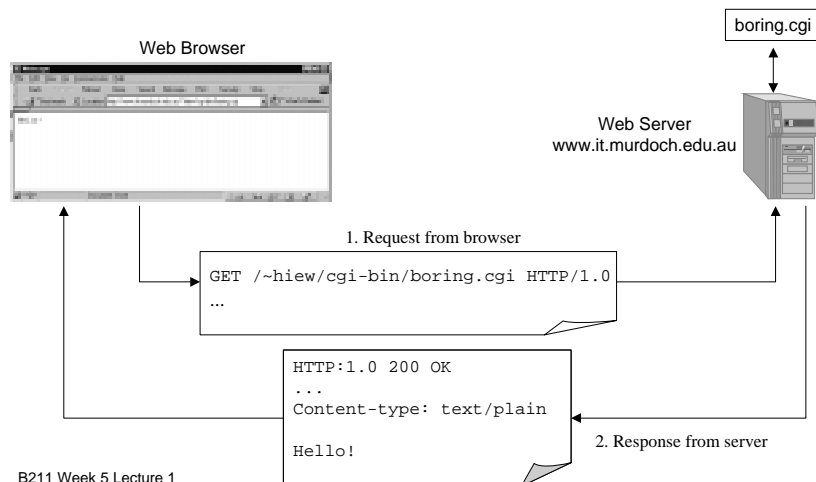 boring.cgi
Web Browser
Web Server
www.it.murdoch.edu.au
1. Request from browser
GET /~hiew/cgi-bin/boring.cgi HTTP/1.0
...
HTTP:1.0 200 OK
...
Content-type: text/plain
Hello!
2. Response from server
B211 Week 5 Lecture 1